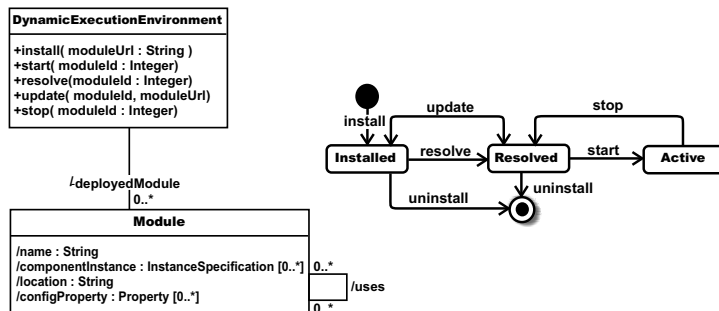 DynamicExecutionEnvironment
+install( moduleUrl : String )
+start( moduleId : Integer)
+resolve(moduleId : Integer)
+update( moduleId, moduleUrl)
+stop( moduleId : Integer)
/-deployedModule
0..*
Module
/name : String
/componentInstance : InstanceSpecification [0..*]
/location : String
/configProperty : Property [0..*]
0..*
/uses
0..*
install
update
stop
Installed
resolve
Resolved
start
Active
uninstall
uninstall